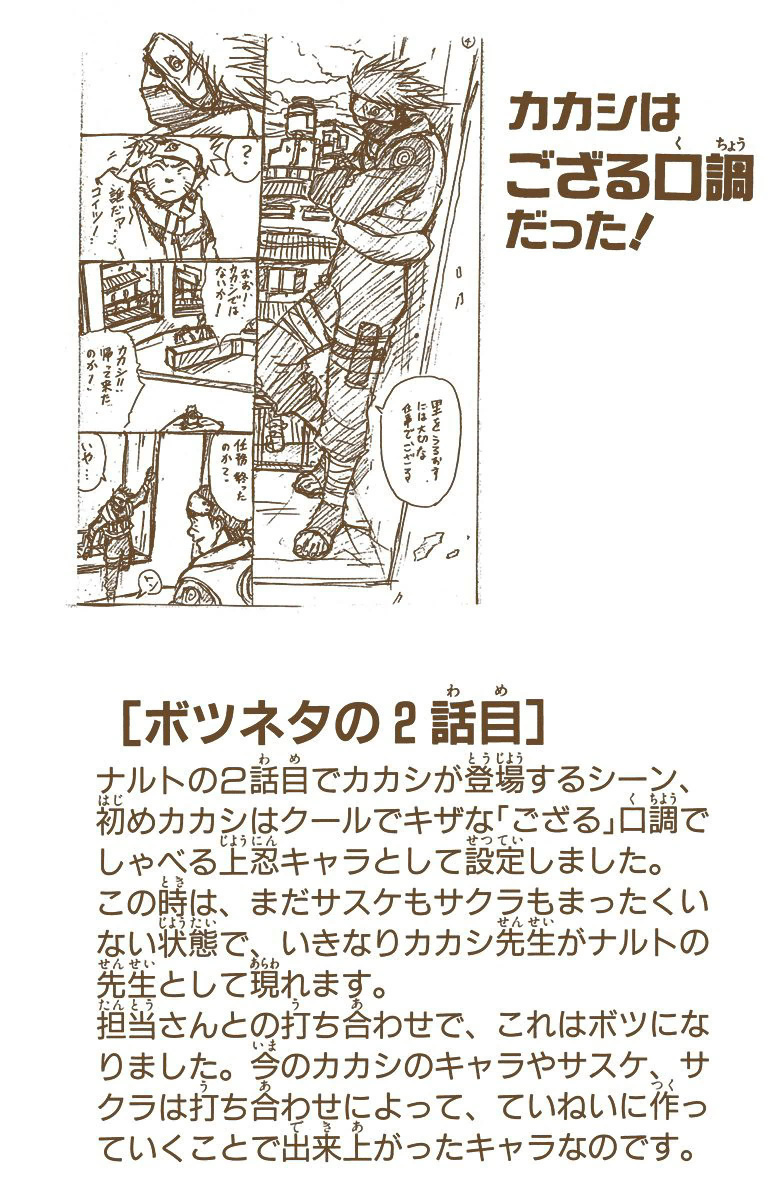 カカシは
ござる口調
だった!
④
?・
誰だァ…
コイツ…!
おお!
カカシでは
ないか!
カカシ!!
帰って来た
のか?
任務終った
のか?
いや…
トン
里をうるおす
には大切な
仕事でござる
[ボツネタの2話目]
ナルトの2話目でカカシが登場するシーン、
初めカカシはクールでキザな「ござる」口調で
しゃべる上忍キャラとして設定しました。
この時は、まだサスケもサクラもまったくい
ない状態で、いきなりカカシ先生がナルトの
先生として現れます。
担当さんとの打ち合わせで、これはボツにな
りました。今のカカシのキャラやサスケ、サ
クラは打ち合わせによって、ていねいに作っ
ていくことで出来上がったキャラなのです。